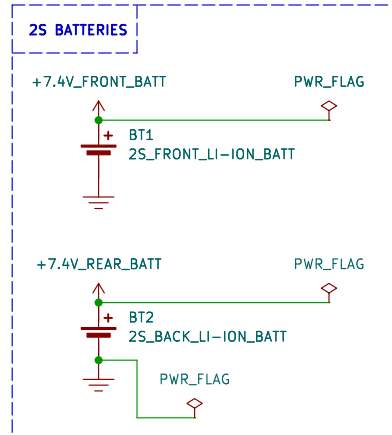 2S BATTERIES
+7.4V_FRONT_BATT
PWR_FLAG
+
BT1
2S_FRONT_LI-ION_BATT
+7.4V_REAR_BATT
PWR_FLAG
+
BT2
2S_BACK_LI-ION_BATT
PWR_FLAG